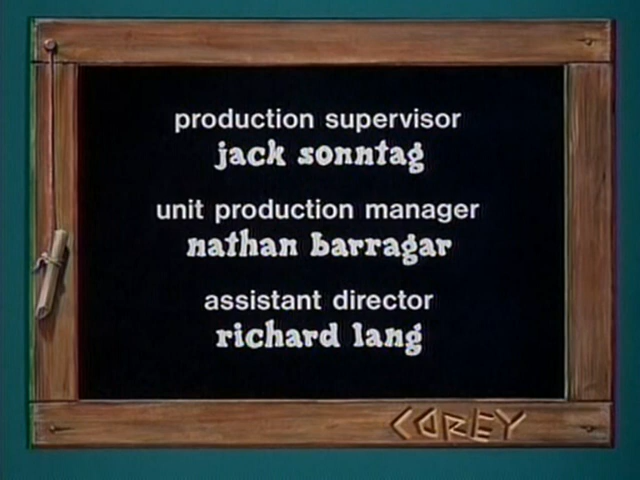 production supervisor
jack sonntag
unit production manager
nathan barragar
assistant director
richard lang
COREY